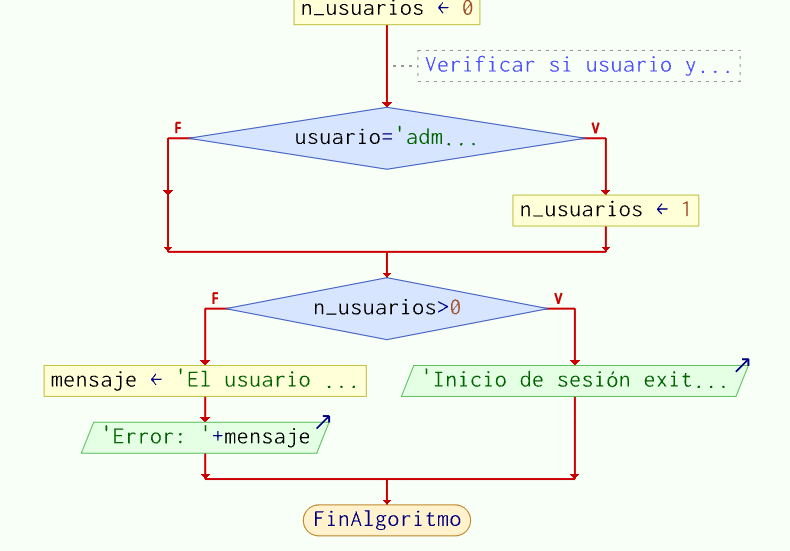 n_usuarios ← 0
Verificar si usuario y...
F
V
usuario='adm...
n_usuarios ← 1
F
V
n_usuarios>0
mensaje ← 'El usuario ...
'Inicio de sesión exit...
'Error: '+mensaje
FinAlgoritmo